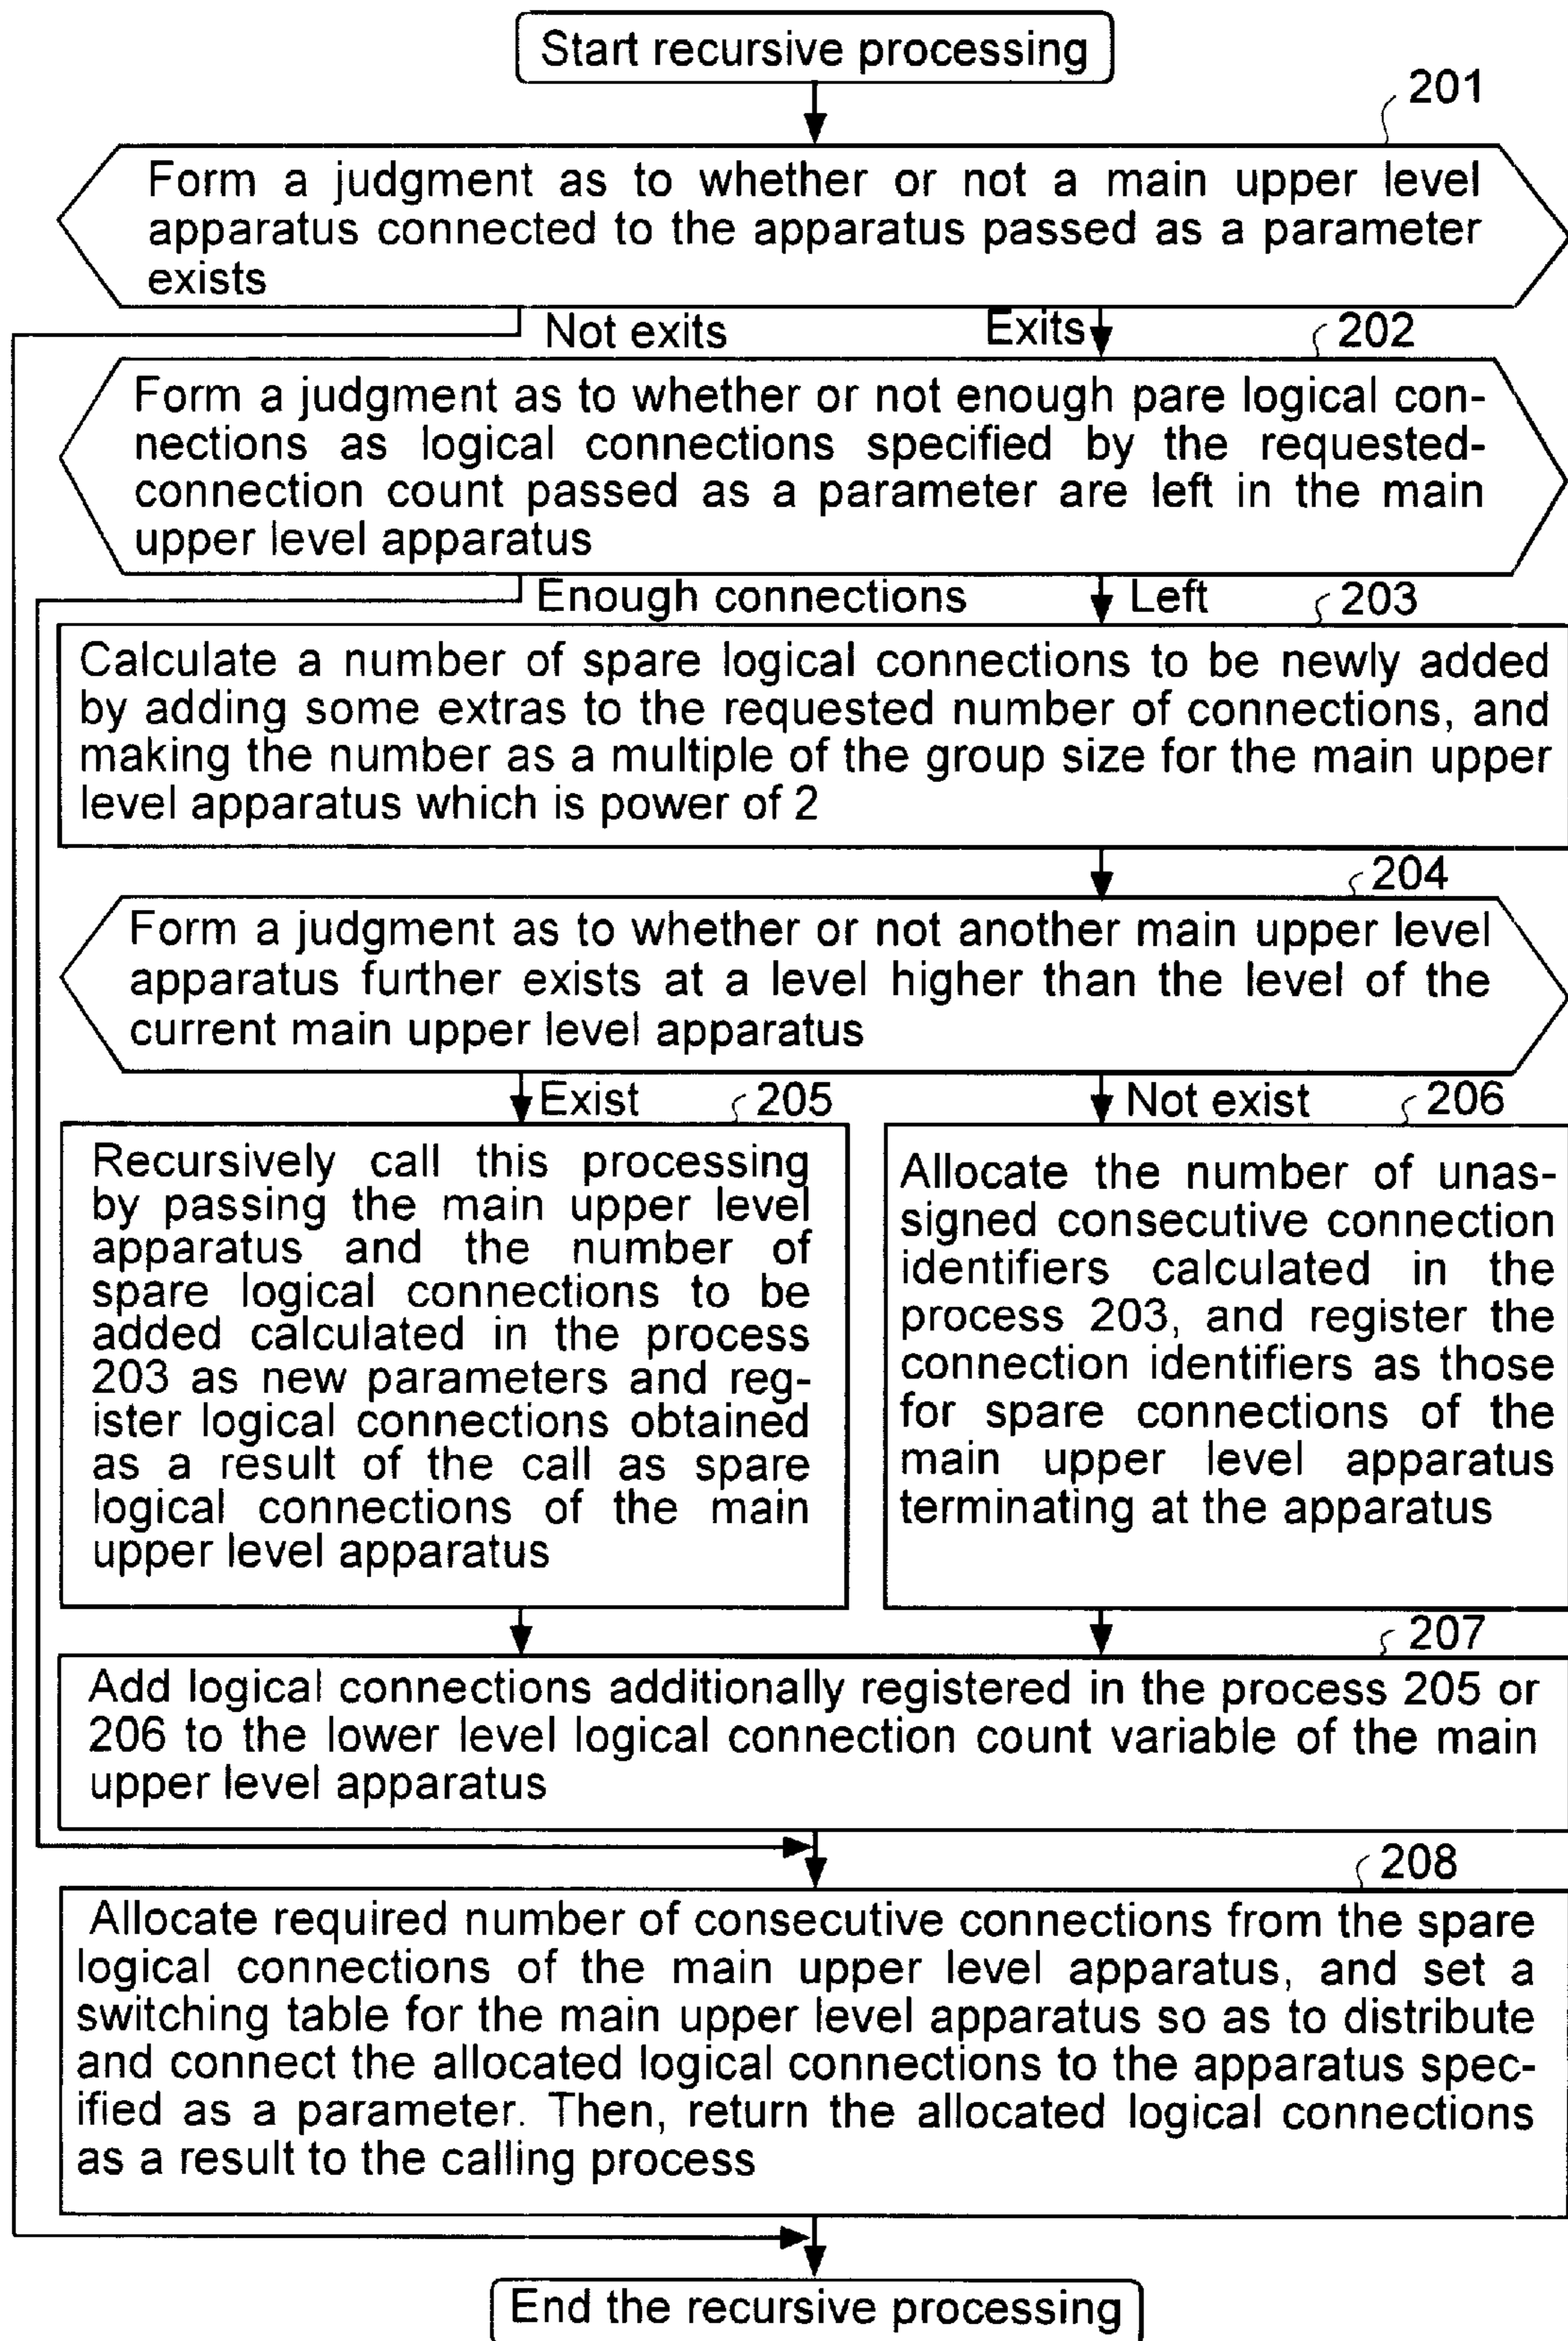 Start recursive processing
201
Form a judgment as to whether or not a main upper level
apparatus connected to the apparatus passed as a parameter
exists
Not exits
Exits
202
Form a judgment as to whether or not enough pare logical con-
nections as logical connections specified by the requested-
connection count passed as a parameter are left in the main
upper level apparatus
Enough connections
Left
203
Calculate a number of spare logical connections to be newly added
by adding some extras to the requested number of connections, and
making the number as a multiple of the group size for the main upper
level apparatus which is power of 2
204
Form a judgment as to whether or not another main upper level
apparatus further exists at a level higher than the level of the
current main upper level apparatus
Exist
205
Not exist
206
Recursively call this processing
by passing the main upper level
apparatus and the number of
spare logical connections to be
added calculated in the process
203 as new parameters and reg-
ister logical connections obtained
as a result of the call as spare
logical connections of the main
upper level apparatus
Allocate the number of unas-
signed consecutive connection
identifiers calculated in the
process 203, and register the
connection identifiers as those
for spare connections of the
main upper level apparatus
terminating at the apparatus
207
Add logical connections additionally registered in the process 205 or
206 to the lower level logical connection count variable of the main
upper level apparatus
208
Allocate required number of consecutive connections from the spare
logical connections of the main upper level apparatus, and set a
switching table for the main upper level apparatus so as to distribute
and connect the allocated logical connections to the apparatus spec-
ified as a parameter. Then, return the allocated logical connections
as a result to the calling process
End the recursive processing